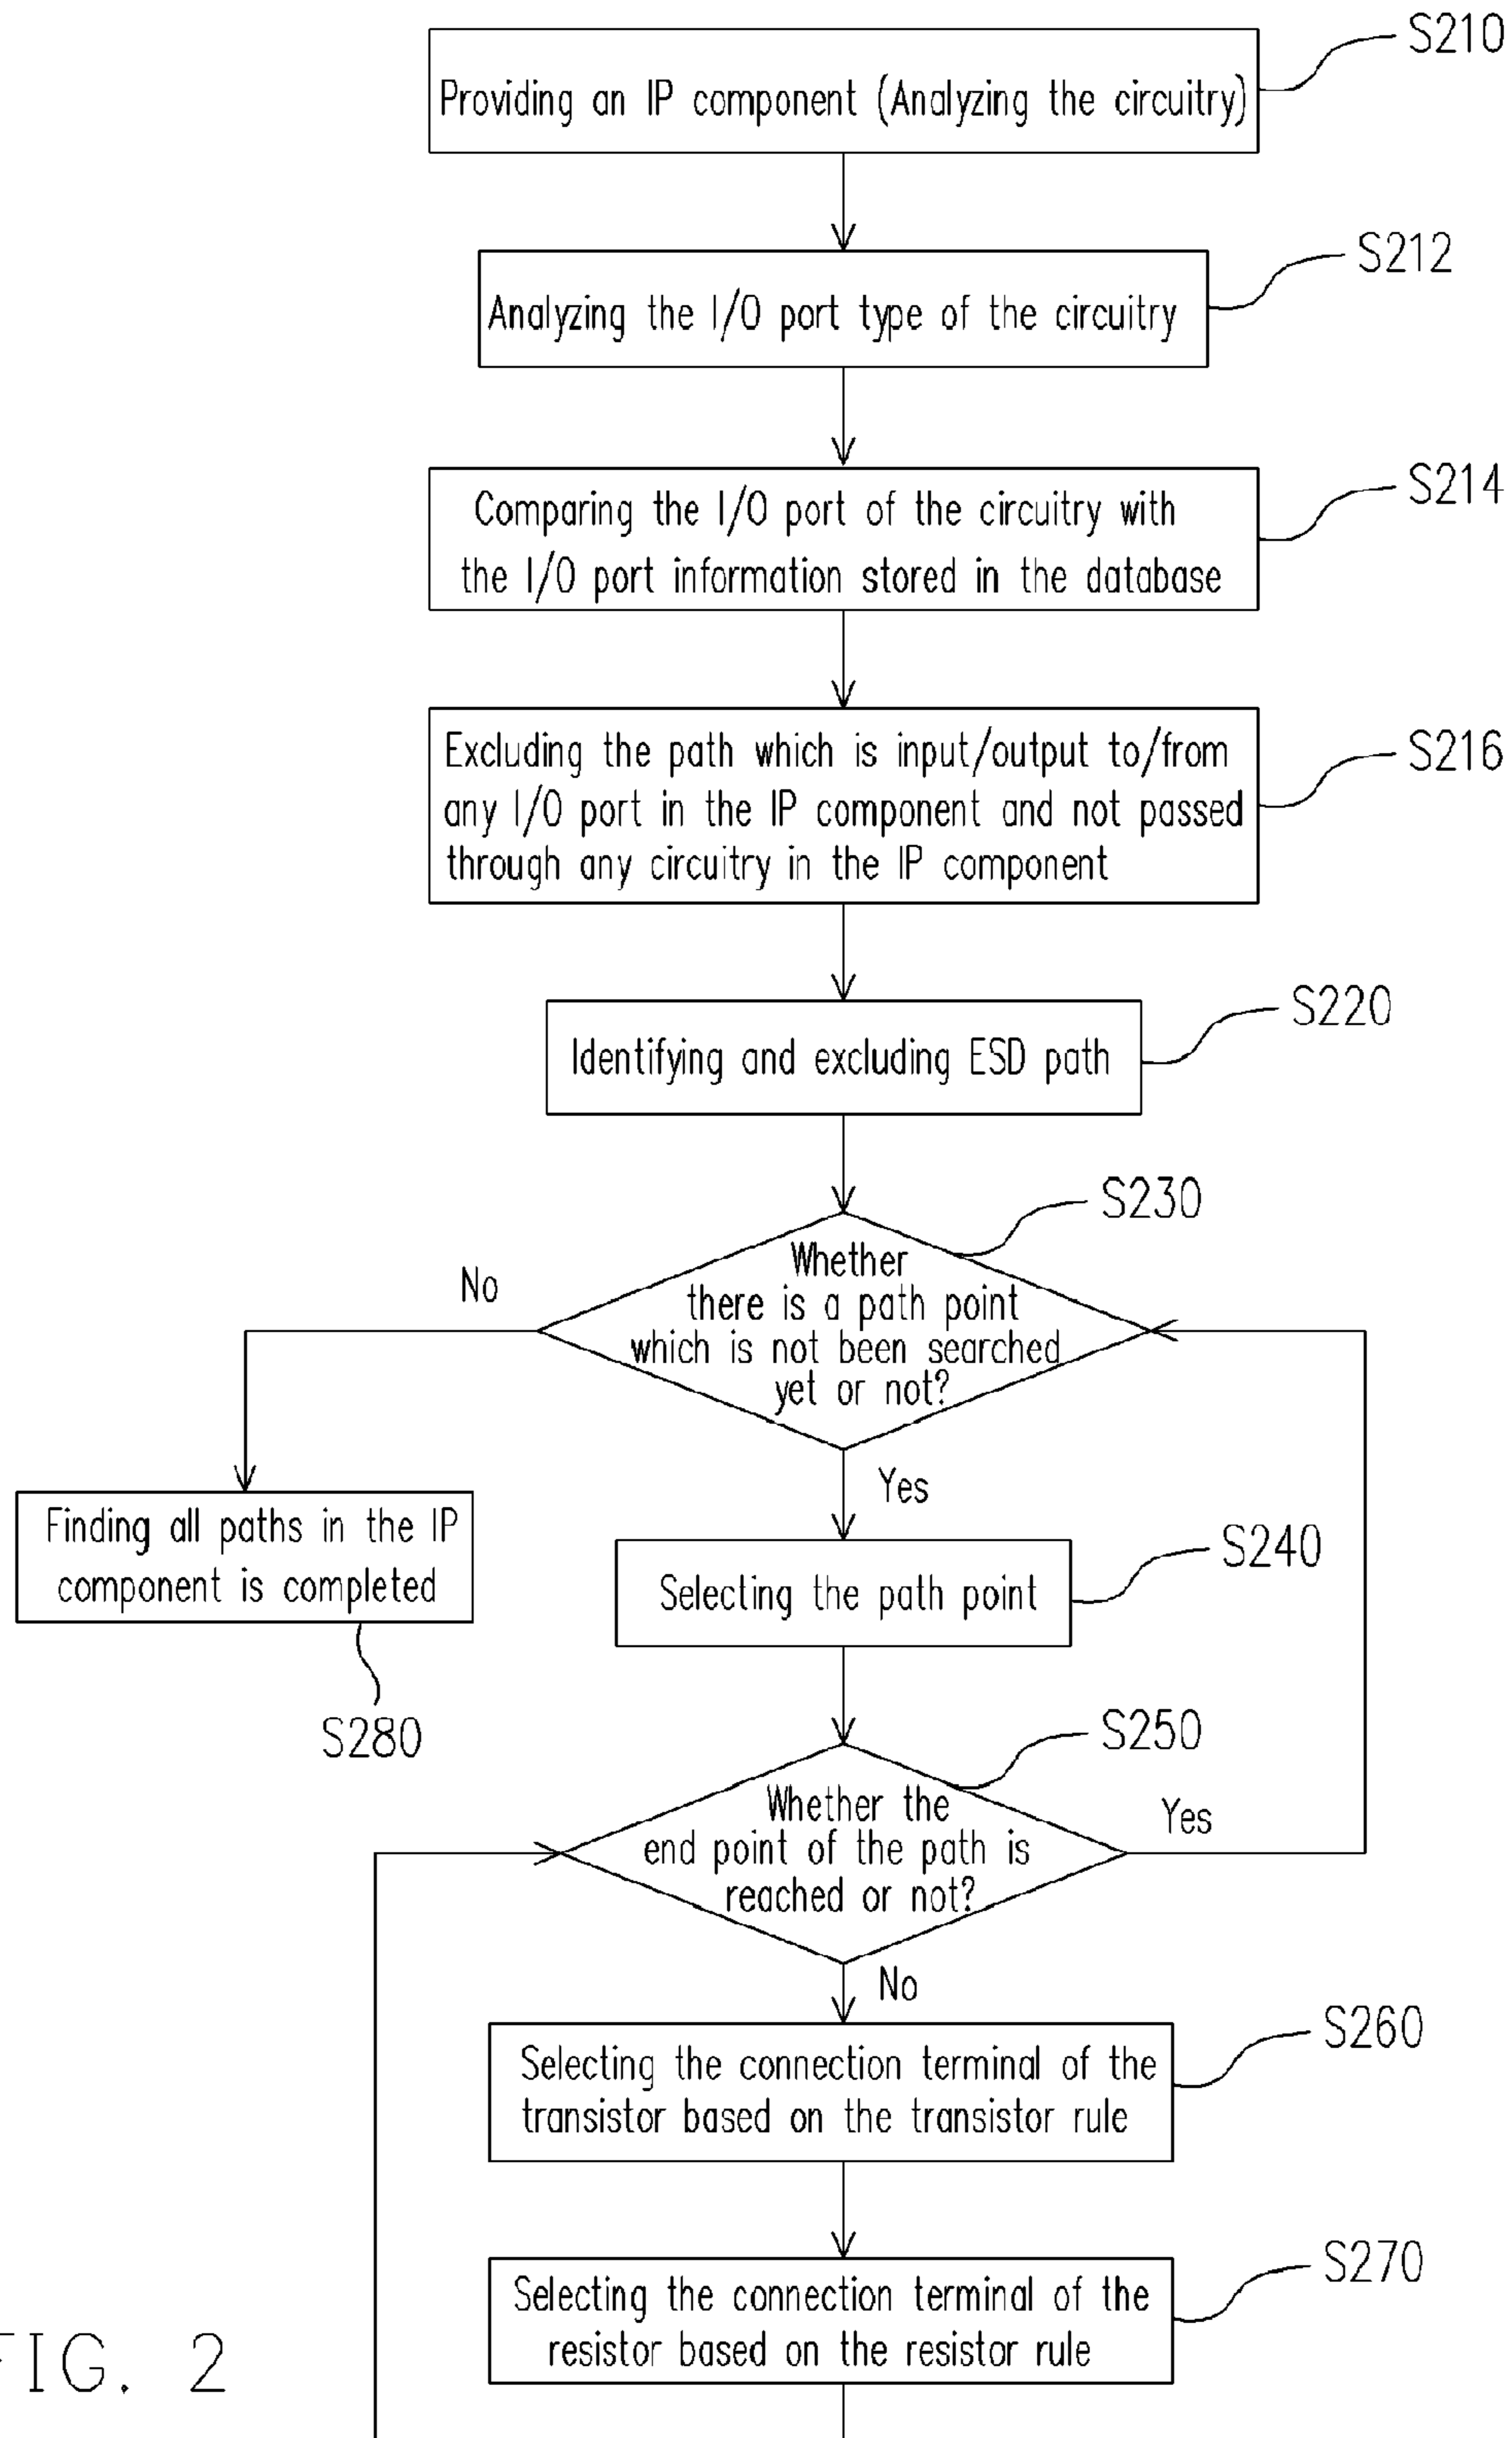 S210
Providing an IP component (Analyzing the circuitry)
S212
Analyzing the I/O port type of the circuitry
S214
Comparing the I/O port of the circuitry with
the I/O port information stored in the database
S216
Excluding the path which is input/output to/from
any I/O port in the IP component and not passed
through any circuitry in the IP component
S220
Identifying and excluding ESD path
S230
Whether
there is a path point
which is not been searched
yet or not?
No
Yes
Finding all paths in the IP
component is completed
S280
S240
Selecting the path point
S250
Whether the
end point of the path is
reached or not?
Yes
No
S260
Selecting the connection terminal of the
transistor based on the transistor rule
S270
Selecting the connection terminal of the
resistor based on the resistor rule
FIG. 2